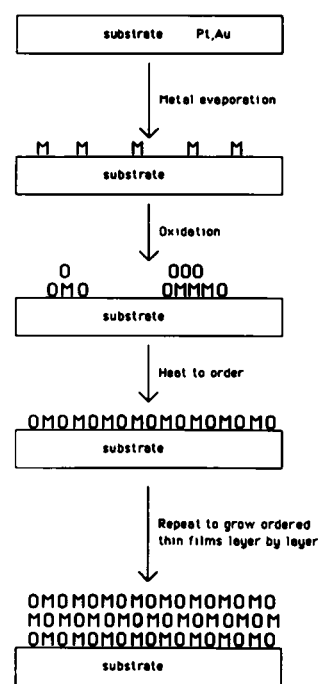 substrate Pt,Au
Metal evaporation
M M M M M
substrate
Oxidation
O OOO
OMO OMMMO
substrate
Heat to order
OMOMOMOMOMOMOMOMO
substrate
Repeat to grow ordered
thin films layer by layer
OMOMOMOMOMOMOMOMO
MOMOMOMOMOMOMOMOM
OMOMOMOMOMOMOMOMO
substrate